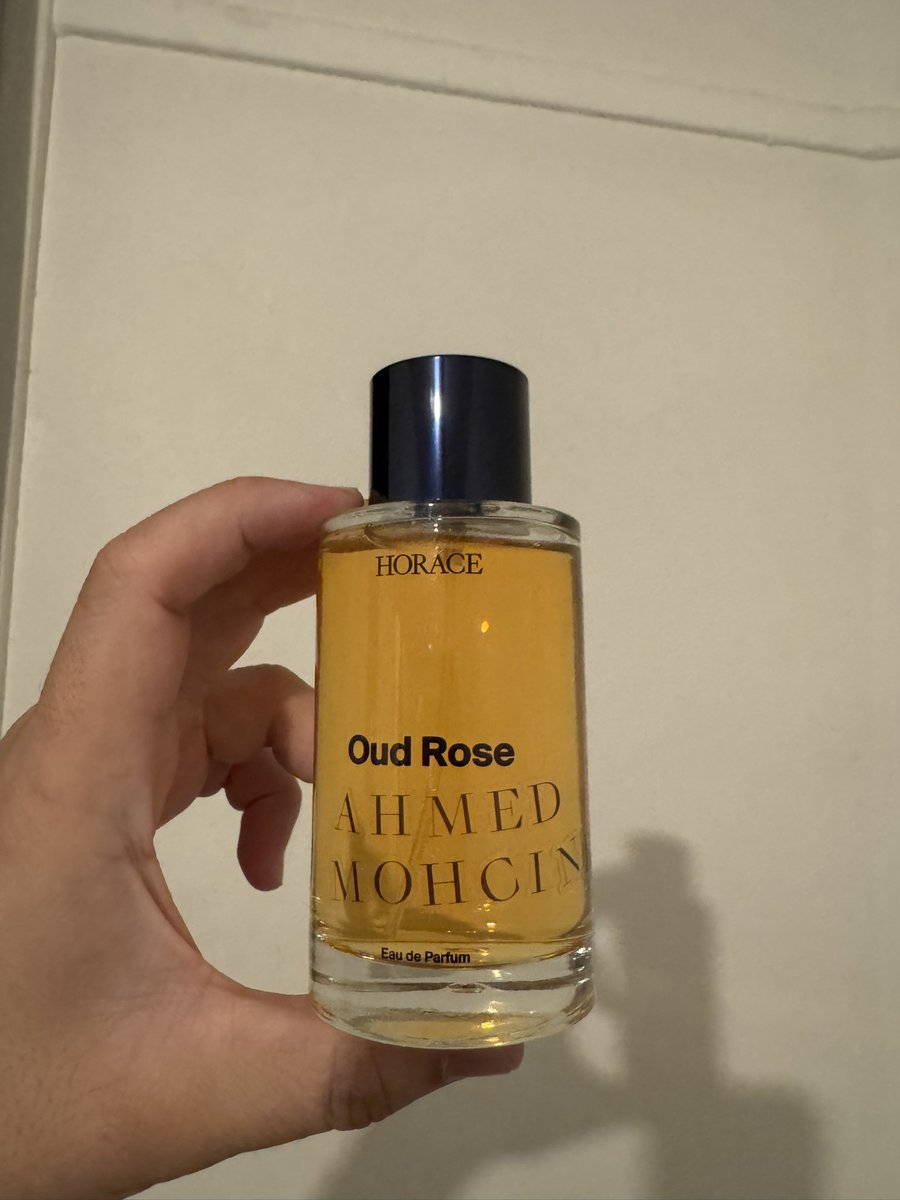 HORACE
Oud Rose
AHMED
MOHCIN
Eau de Parfum